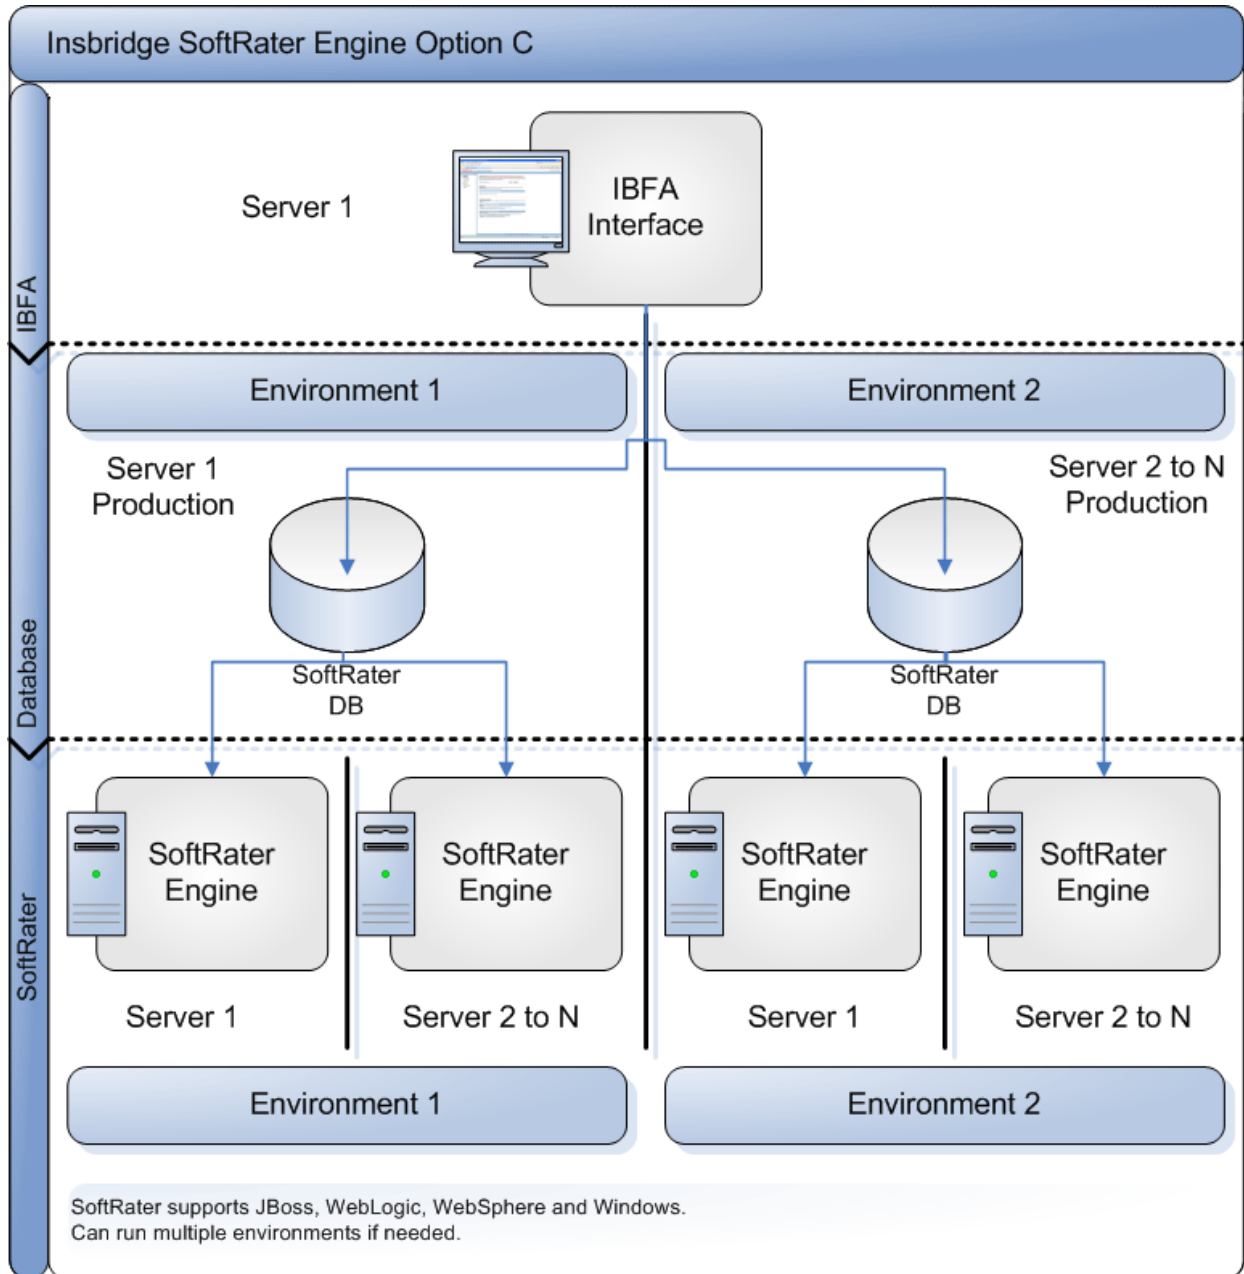 Insbridge SoftRater Engine Option C
IBFA
Server 1
IBFA
Interface
Environment 1
Environment 2
Database
Server 1
Production
Server 2 to N
Production
SoftRater
DB
SoftRater
DB
SoftRater
SoftRater
Engine
SoftRater
Engine
SoftRater
Engine
SoftRater
Engine
Server 1
Server 2 to N
Server 1
Server 2 to N
Environment 1
Environment 2
SoftRater supports JBoss, WebLogic, WebSphere and Windows.
Can run multiple environments if needed.